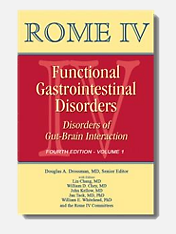 ROME IV
IV
Functional
Gastrointestinal
Disorders
Disorders of
Gut-Brain Interaction
FOURTH EDITION - VOLUME 1
Douglas A. Drossman, MD, Senior Editor
Lin Chang, MD
William D. Chey, MD
John Kellow, MD
Jan Tack, MD, PhD
William E. Whitehead, PhD
and the Rome IV Committees